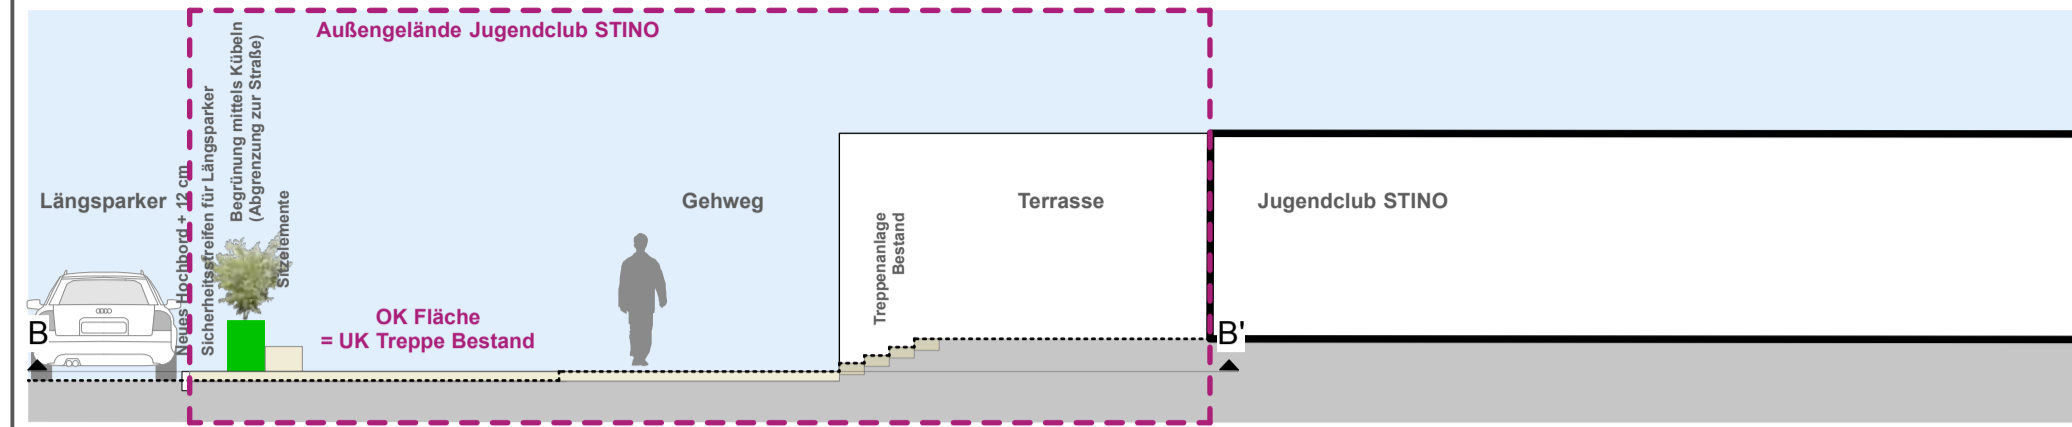 Außengelände Jugendclub STINO
Längsparker
Neues Hochbord + 12 cm
Sicherheitsstreifen für Längsparker
Begrünung mittels Kübeln
(Abgrenzung zur Straße)
Sitzelemente
OK Fläche
= UK Treppe Bestand
Gehweg
Treppenanlage
Bestand
Terrasse
Jugendclub STINO
B
B'